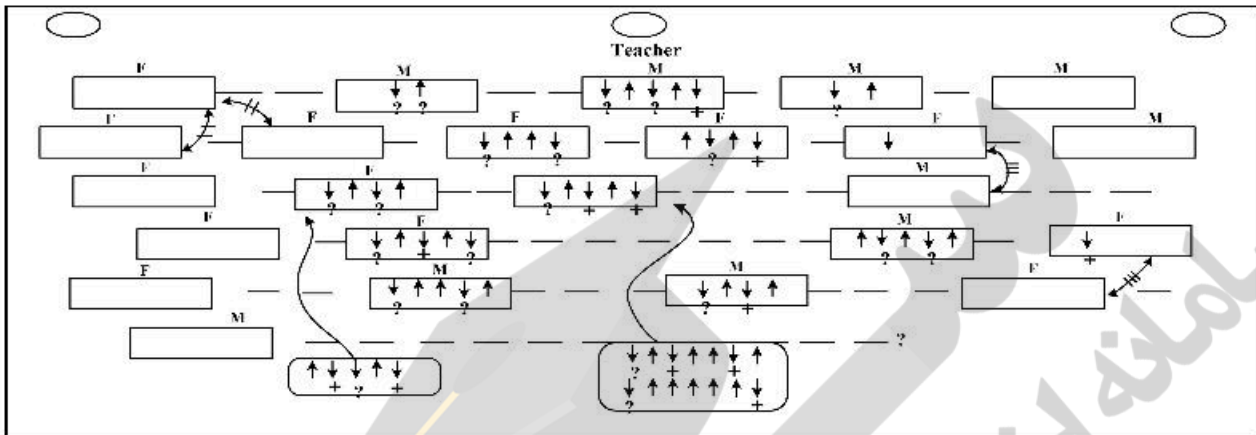 Teacher
F M M M M
? ? ? ? + ?
F F F F M
? ? ? +
F F M
? ? ? + +
F F M F
? + ? ? ? ? +
F M M F
? ? ? +
M
?
? + +
+ ? +
? +